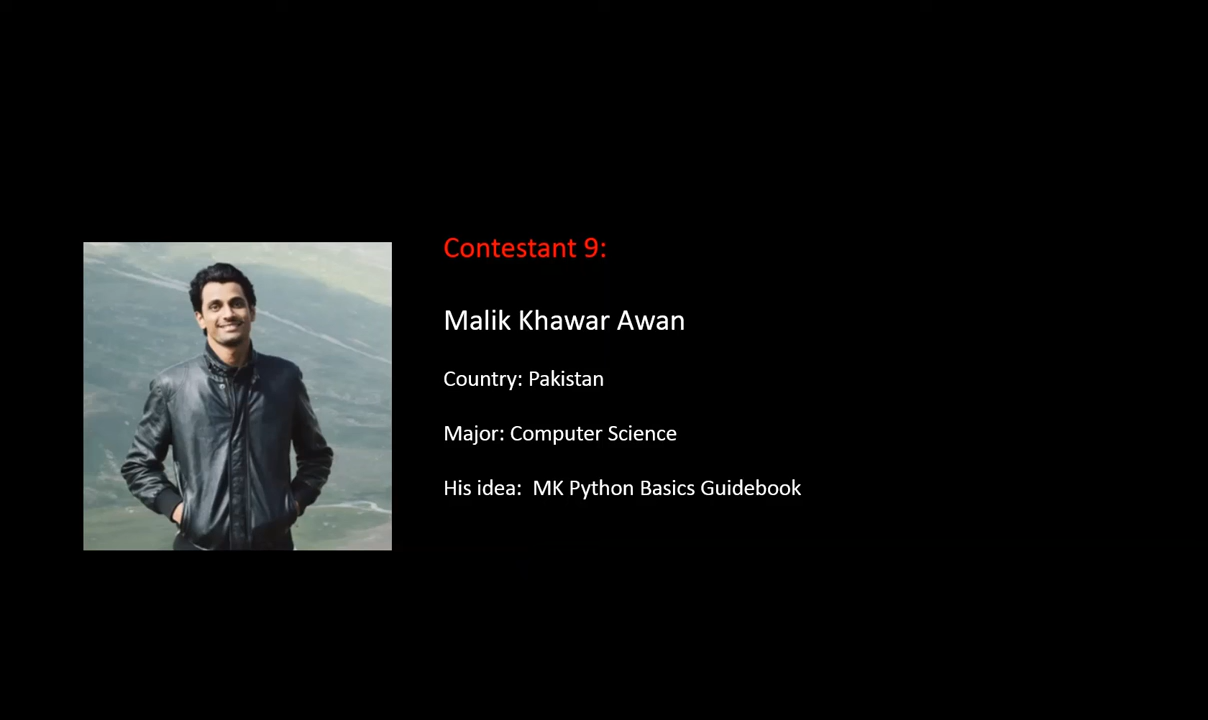 Contestant 9:
Malik Khawar Awan
Country: Pakistan
Major: Computer Science
His idea:  MK Python Basics Guidebook